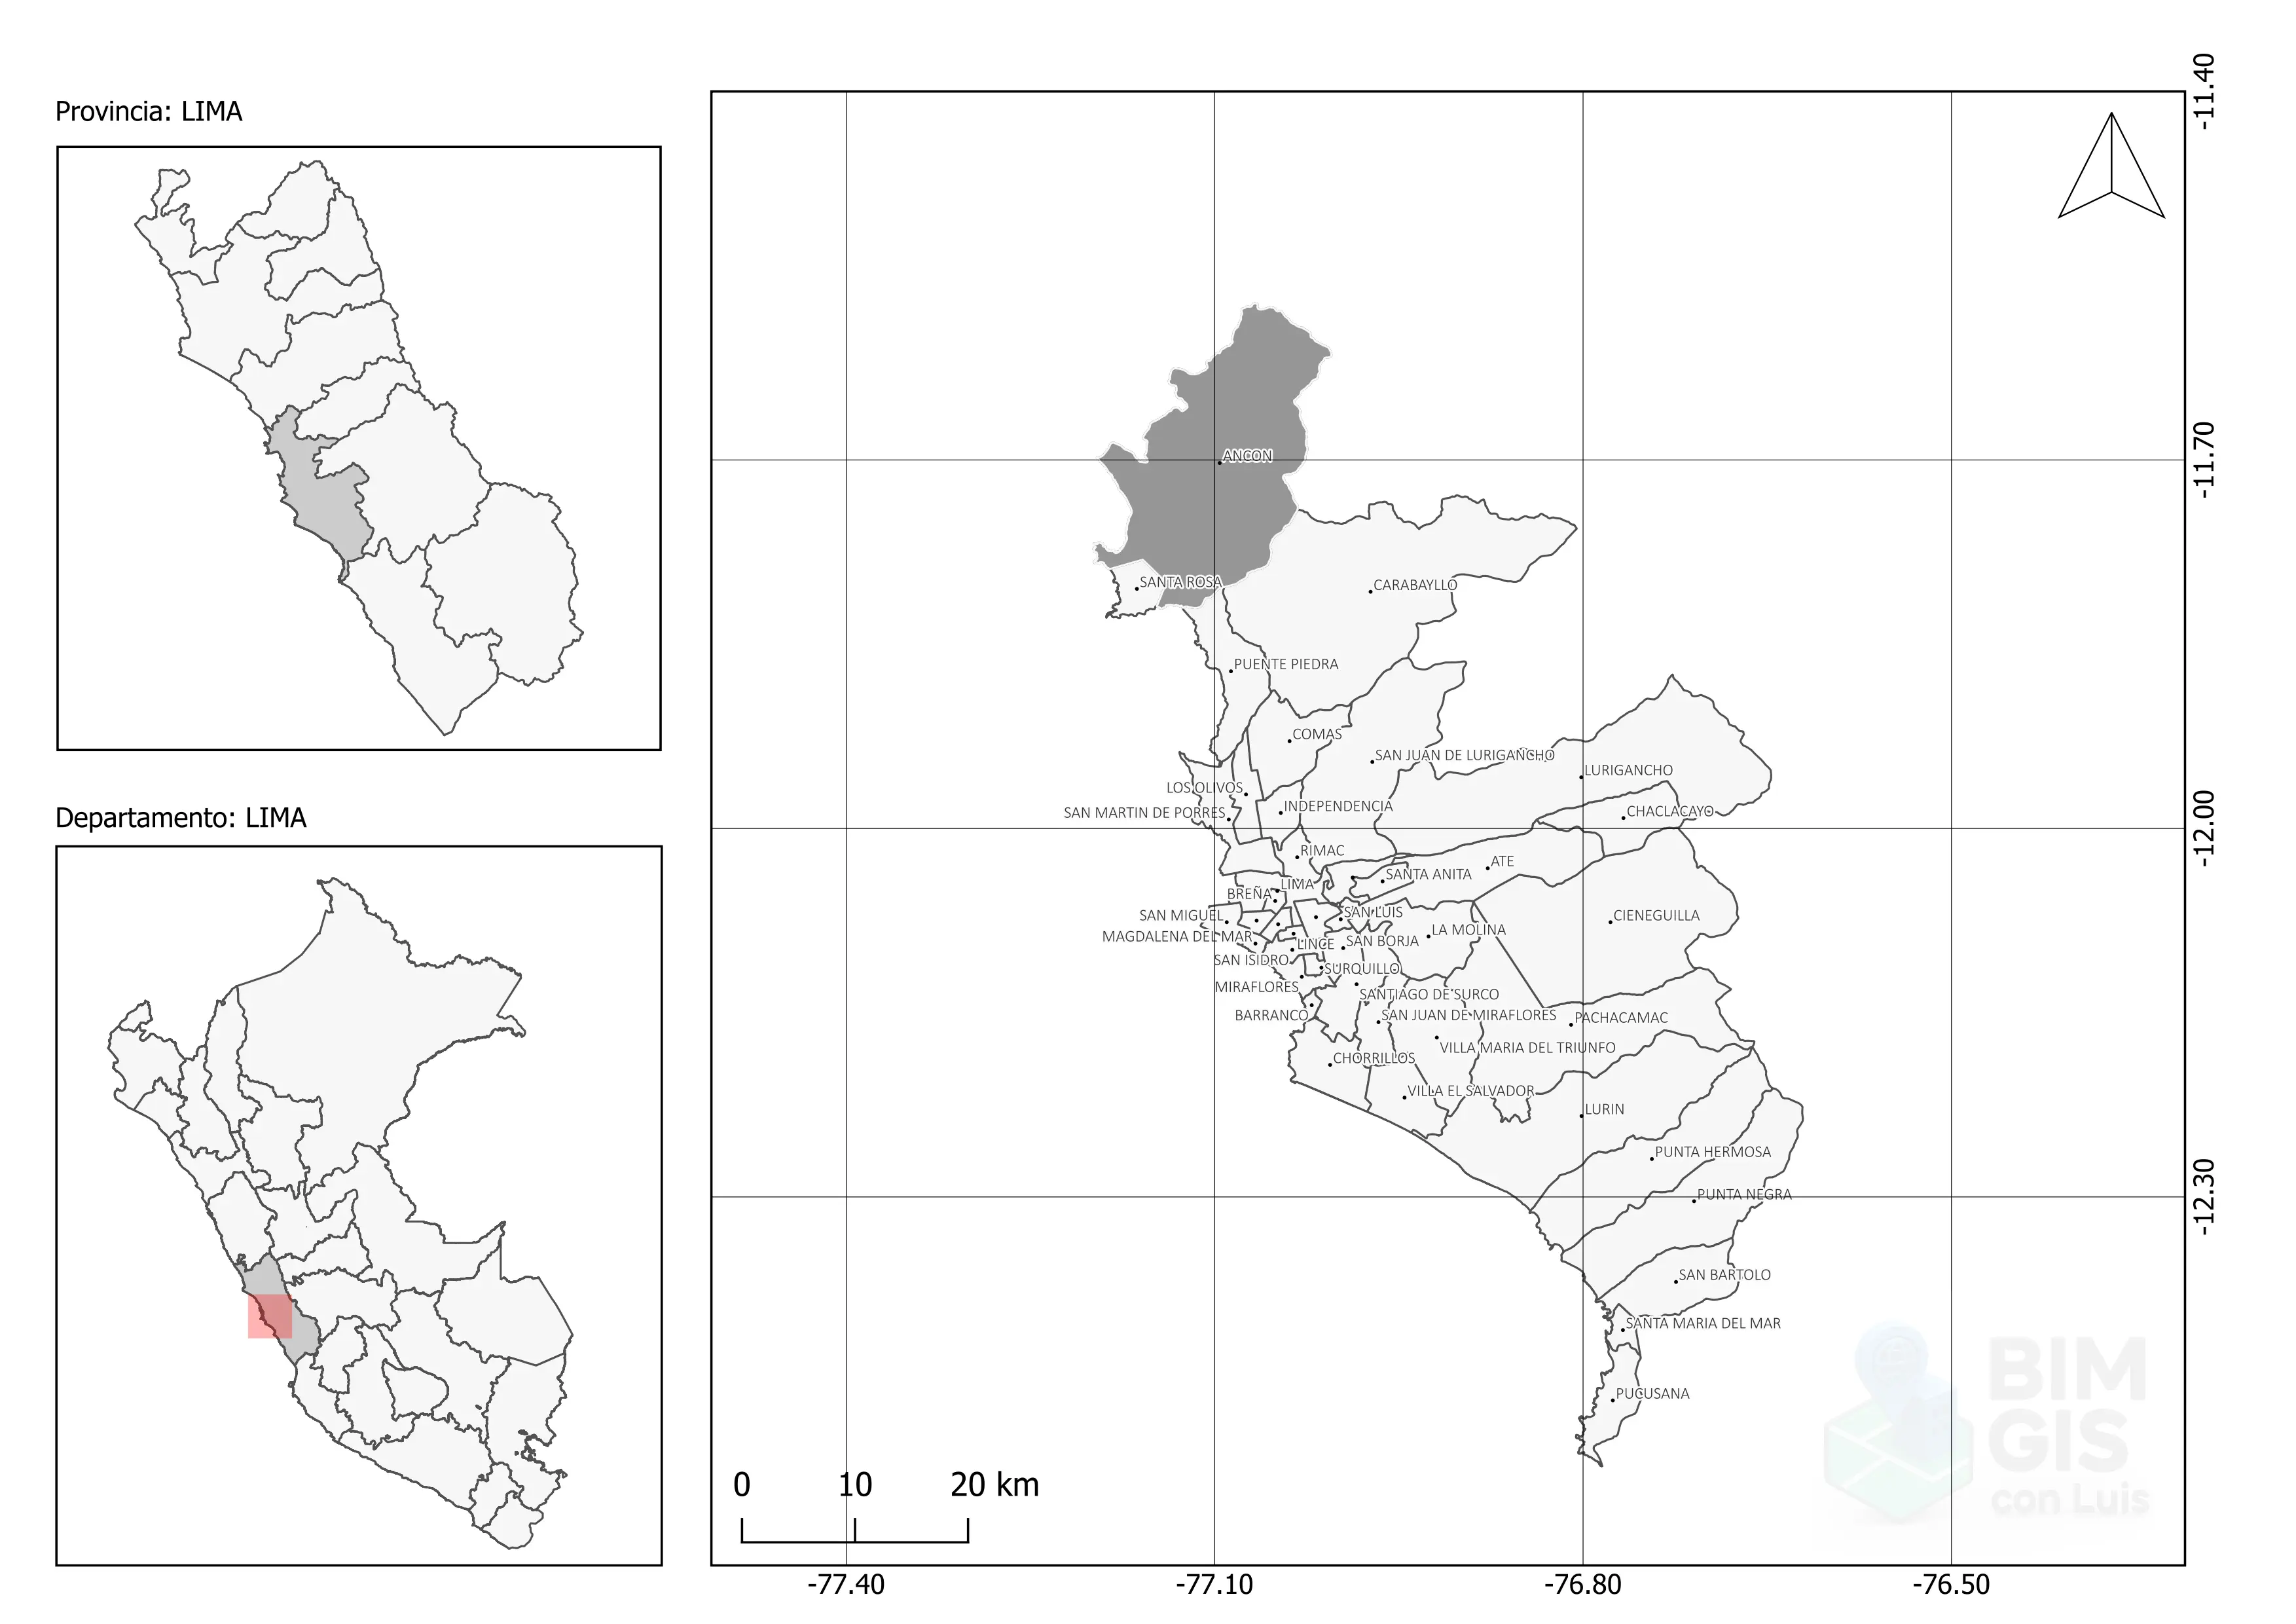 Provincia: LIMA
Departamento: LIMA
-11.40
-11.70
-12.00
-12.30
ANCON
SANTA ROSA
CARABAYLLO
PUENTE PIEDRA
COMAS
SAN JUAN DE LURIGANCHO
LURIGANCHO
LOS OLIVOS
SAN MARTIN DE PORRES
INDEPENDENCIA
CHACLACAYO
RIMAC
ATE
SANTA ANITA
LIMA
BREÑA
SAN MIGUEL
SAN LUIS
CIENEGUILLA
MAGDALENA DEL MAR
LINCE
SAN BORJA
LA MOLINA
SAN ISIDRO
SURQUILLO
MIRAFLORES
SANTIAGO DE SURCO
BARRANCO
SAN JUAN DE MIRAFLORES
PACHACAMAC
VILLA MARIA DEL TRIUNFO
CHORRILLOS
VILLA EL SALVADOR
LURIN
PUNTA HERMOSA
PUNTA NEGRA
SAN BARTOLO
SANTA MARIA DEL MAR
PUCUSANA
BIM
GIS
con Luis
0 10 20 km
-77.40 -77.10 -76.80 -76.50